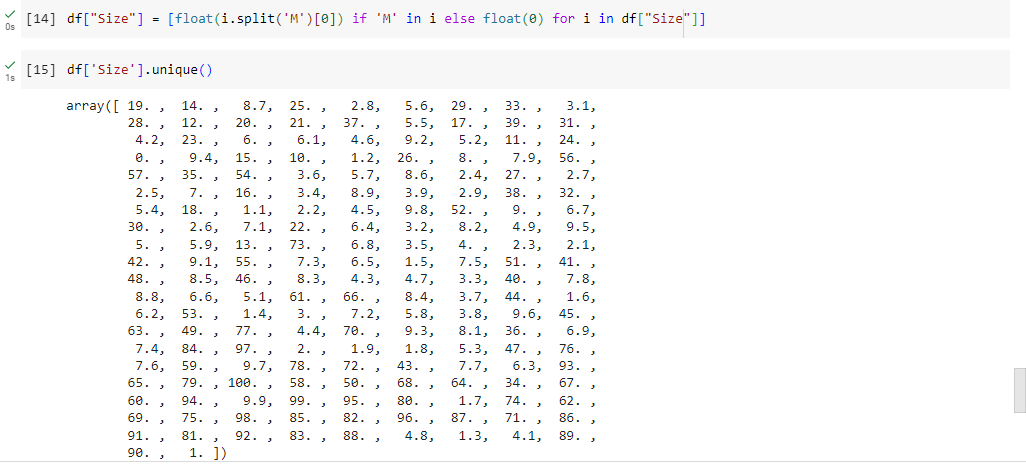 [14] df["Size"] = [float(i.split('M')[0]) if 'M' in i else float(0) for i in df["Size"]]
0s
[15] df['Size'].unique()
1s
array([ 19. , 14. , 8.7, 25. , 2.8, 5.6, 29. , 33. , 3.1,
28. , 12. , 20. , 21. , 37. , 5.5, 17. , 39. , 31. ,
4.2, 23. , 6. , 6.1, 4.6, 9.2, 5.2, 11. , 24. ,
0. , 9.4, 15. , 10. , 1.2, 26. , 8. , 7.9, 56. ,
57. , 35. , 54. , 3.6, 5.7, 8.6, 2.4, 27. , 2.7,
2.5, 7. , 16. , 3.4, 8.9, 3.9, 2.9, 38. , 32. ,
5.4, 18. , 1.1, 2.2, 4.5, 9.8, 52. , 9. , 6.7,
30. , 2.6, 7.1, 22. , 6.4, 3.2, 8.2, 4.9, 9.5,
5. , 5.9, 13. , 73. , 6.8, 3.5, 4. , 2.3, 2.1,
42. , 9.1, 55. , 7.3, 6.5, 1.5, 7.5, 51. , 41. ,
48. , 8.5, 46. , 8.3, 4.3, 4.7, 3.3, 40. , 7.8,
8.8, 6.6, 5.1, 61. , 66. , 8.4, 3.7, 44. , 1.6,
6.2, 53. , 1.4, 3. , 7.2, 5.8, 3.8, 9.6, 45. ,
63. , 49. , 77. , 4.4, 70. , 9.3, 8.1, 36. , 6.9,
7.4, 84. , 97. , 2. , 1.9, 1.8, 5.3, 47. , 76. ,
7.6, 59. , 9.7, 78. , 72. , 43. , 7.7, 6.3, 93. ,
65. , 79. , 100. , 58. , 50. , 68. , 64. , 34. , 67. ,
60. , 94. , 9.9, 99. , 95. , 80. , 1.7, 74. , 62. ,
69. , 75. , 98. , 85. , 82. , 96. , 87. , 71. , 86. ,
91. , 81. , 92. , 83. , 88. , 4.8, 1.3, 4.1, 89. ,
90. , 1. ])